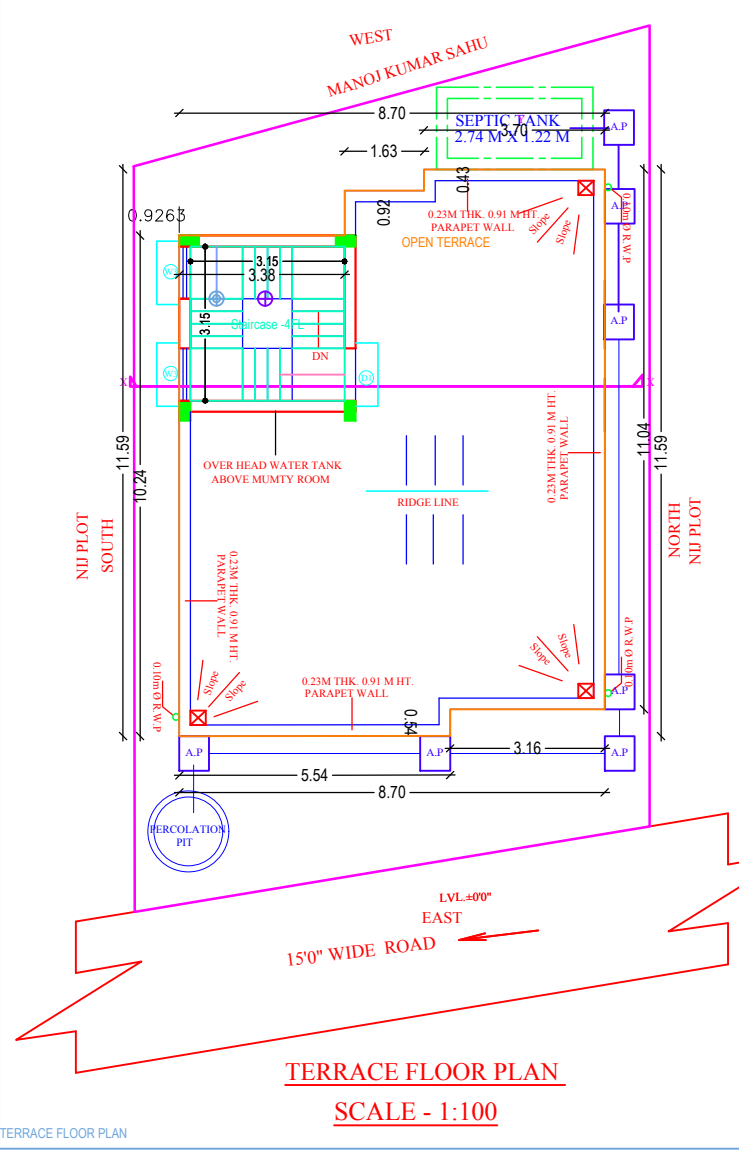 WEST
MANOJ KUMAR SAHU
8.70
SEPTIC TANK
2.74 M X 1.22 M
3.70
A.P
1.63
0.43
0.92
0.9263
0.23M THK. 0.91 M HT.
PARAPET WALL
OPEN TERRACE
Slope
Slope
A.P
0.10m Ø R.W.P
3.15
3.38
3.15
Staircase -4FL
DN
D1
A.P
X
X
11.59
10.24
11.04
11.59
OVER HEAD WATER TANK
ABOVE MUMTY ROOM
RIDGE LINE
0.23M THK. 0.91 M HT.
PARAPET WALL
NIJ PLOT
SOUTH
NORTH
NIJ PLOT
0.23M THK. 0.91 M HT.
PARAPET WALL
0.10m Ø R.W.P
Slope
Slope
0.23M THK. 0.91 M HT.
PARAPET WALL
Slope
Slope
0.10m Ø R.W.P
A.P
0.54
A.P
A.P
3.16
A.P
5.54
8.70
PERCOLATION
PIT
LVL.±0'0"
EAST
15'0" WIDE ROAD
TERRACE FLOOR PLAN
SCALE - 1:100
TERRACE FLOOR PLAN